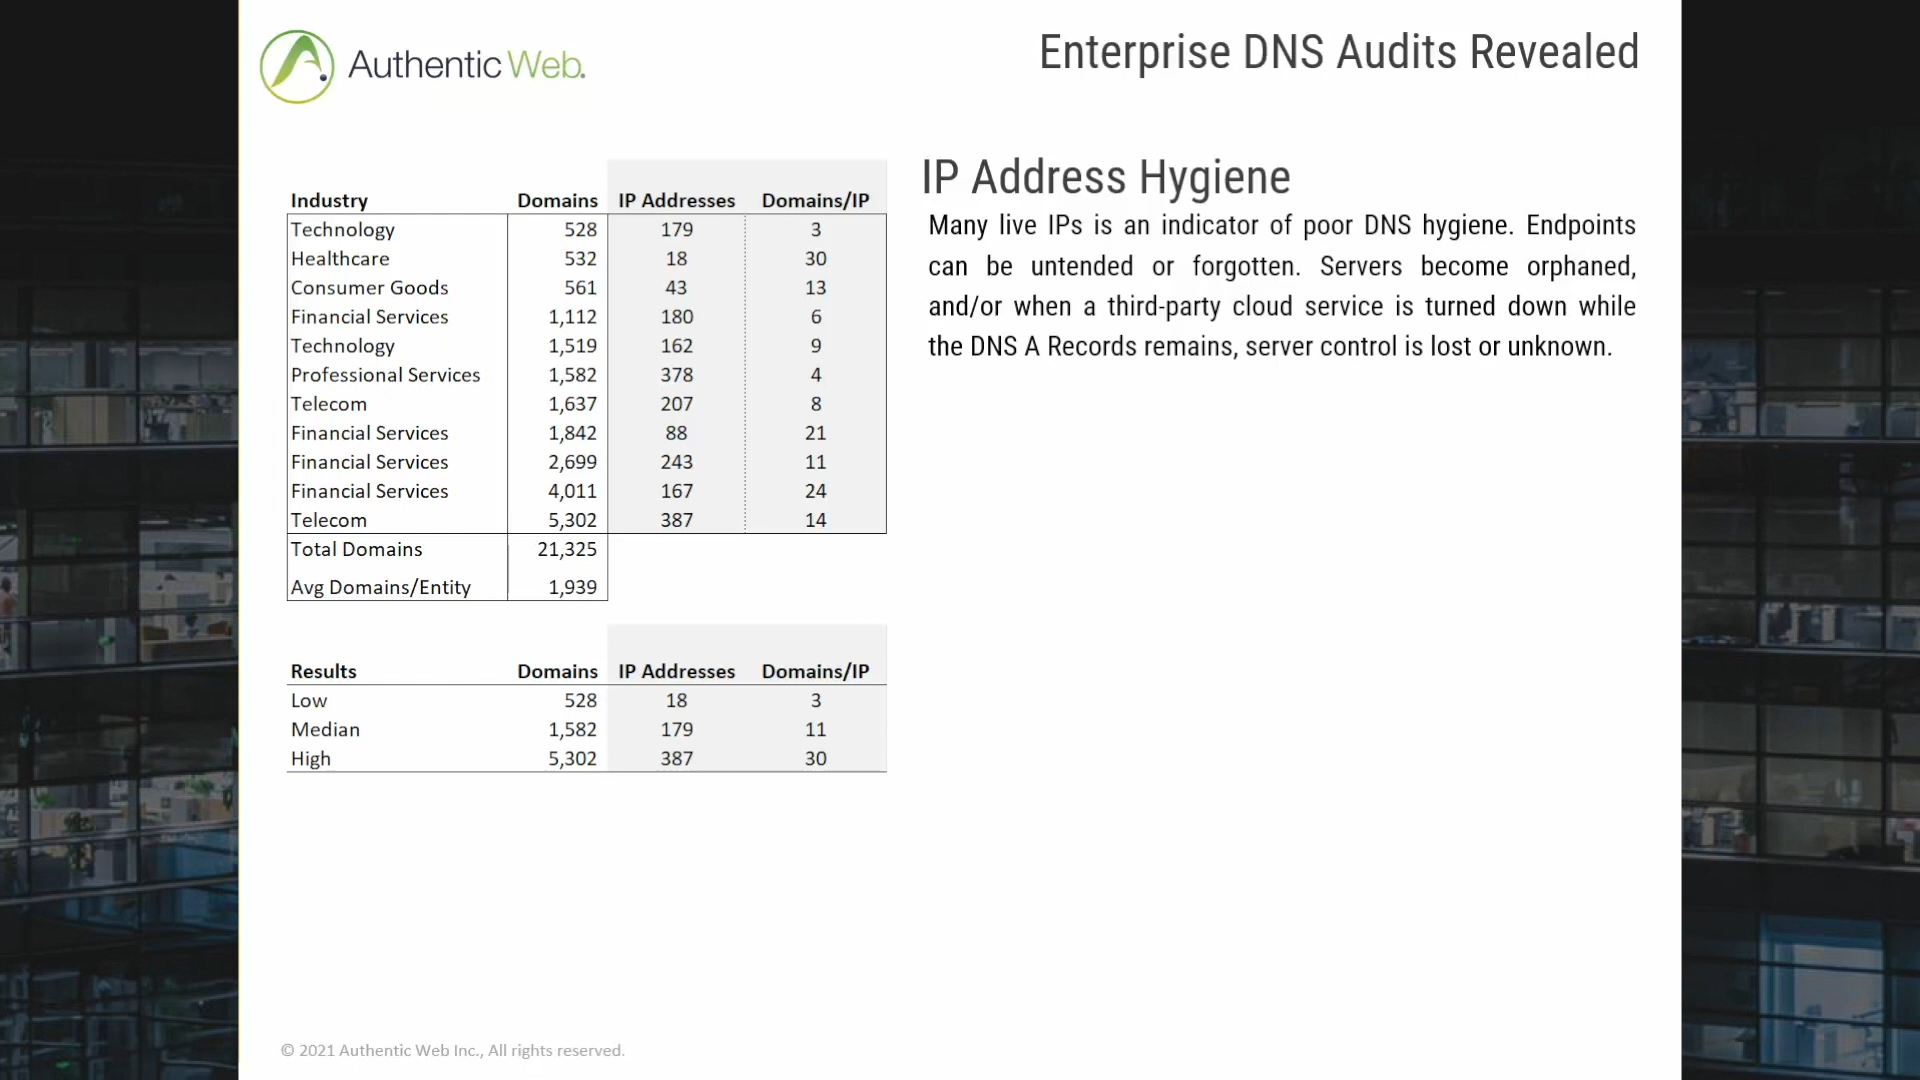 Authentic Web.
Enterprise DNS Audits Revealed
Industry Domains IP Addresses Domains/IP
Technology 528 179 3
Healthcare 532 18 30
Consumer Goods 561 43 13
Financial Services 1,112 180 6
Technology 1,519 162 9
Professional Services 1,582 378 4
Telecom 1,637 207 8
Financial Services 1,842 88 21
Financial Services 2,699 243 11
Financial Services 4,011 167 24
Telecom 5,302 387 14
Total Domains 21,325
Avg Domains/Entity 1,939
Results Domains IP Addresses Domains/IP
Low 528 18 3
Median 1,582 179 11
High 5,302 387 30
IP Address Hygiene
Many live IPs is an indicator of poor DNS hygiene. Endpoints
can be untended or forgotten. Servers become orphaned,
and/or when a third-party cloud service is turned down while
the DNS A Records remains, server control is lost or unknown.
© 2021 Authentic Web Inc., All rights reserved.